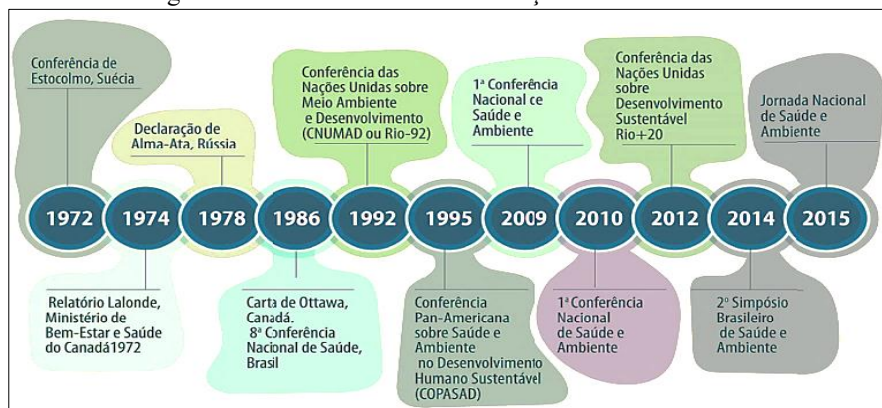 Conferência de
Estocolmo, Suécia
Declaração de
Alma-Ata, Rússia
Conferência das
Nações Unidas sobre
Meio Ambiente
e Desenvolvimento
(CNUMAD ou Rio-92)
1ª Conferência
Nacional ce
Saúde e
Ambiente
Conferência das
Nações Unidas
sobre
Desenvolvimento
Sustentável
Rio+20
Jornada Nacional
de Saúde e
Ambiente
1972
1974
1978
1986
1992
1995
2009
2010
2012
2014
2015
Relatório Lalonde,
Ministério de
Bem-Estar e Saúde
do Canadá1972
Carta de Ottawa,
Canadá.
8ª Conferência
Nacional de Saúde,
Brasil
Conferência
Pan-Americana
sobre Saúde e
Ambiente
no Desenvolvimento
Humano Sustentável
(COPASAD)
1ª Conferência
Nacional
de Saúde e
Ambiente
2º Simpósio
Brasileiro
de Saúde e
Ambiente